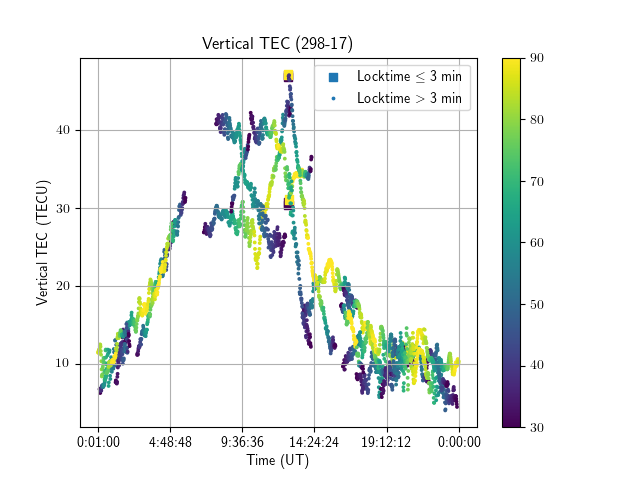 Vertical TEC (298-17)
Locktime ≤ 3 min
Locktime > 3 min
Vertical TEC (TECU)
40
30
20
10
0:01:00 4:48:48 9:36:36 14:24:24 19:12:12 0:00:00
Time (UT)
90
80
70
60
50
40
30